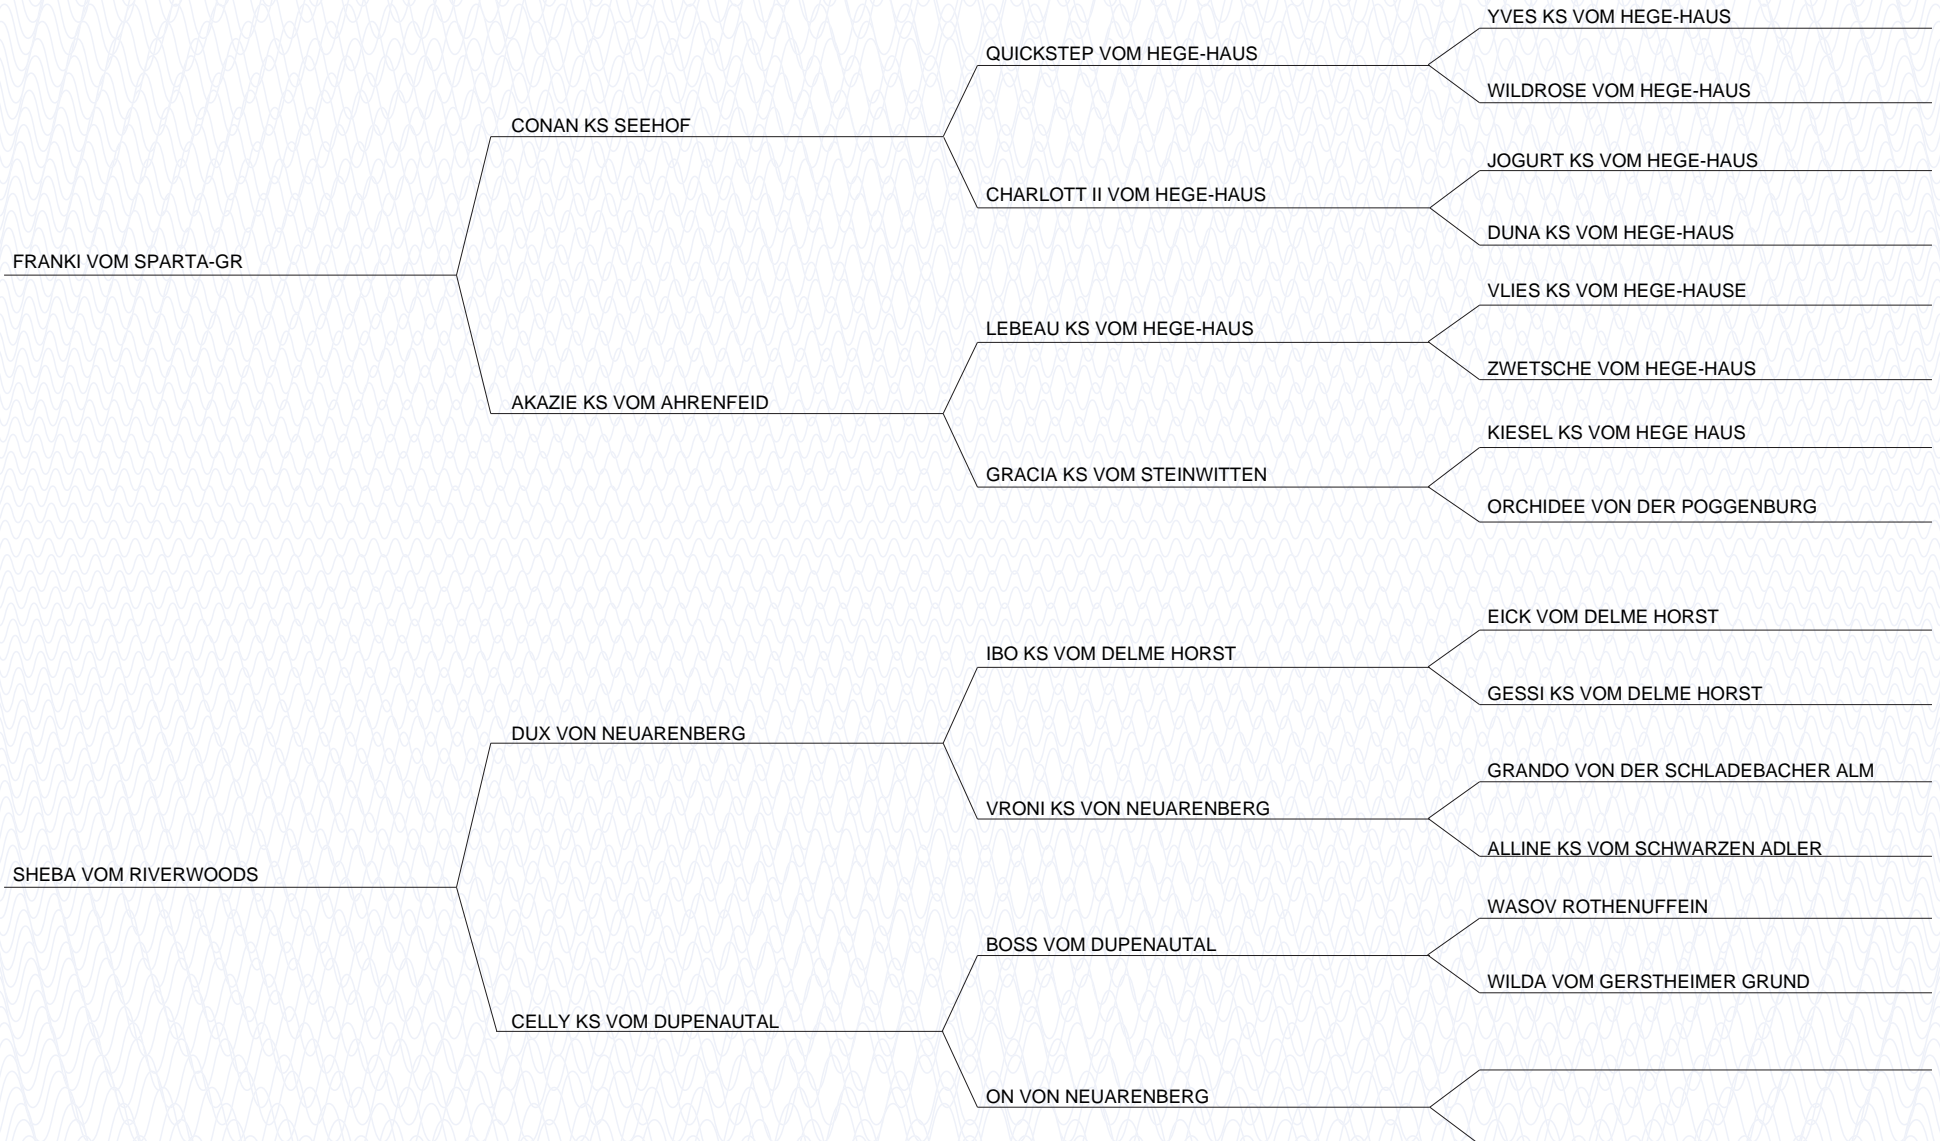 YVES KS VOM HEGE-HAUS
QUICKSTEP VOM HEGE-HAUS
WILDROSE VOM HEGE-HAUS
CONAN KS SEEHOF
JOGURT KS VOM HEGE-HAUS
CHARLOTT II VOM HEGE-HAUS
DUNA KS VOM HEGE-HAUS
FRANKI VOM SPARTA-GR
VLIES KS VOM HEGE-HAUSE
LEBEAU KS VOM HEGE-HAUS
ZWETSCHE VOM HEGE-HAUS
AKAZIE KS VOM AHRENFEID
KIESEL KS VOM HEGE HAUS
GRACIA KS VOM STEINWITTEN
ORCHIDEE VON DER POGGENBURG
EICK VOM DELME HORST
IBO KS VOM DELME HORST
GESSI KS VOM DELME HORST
DUX VON NEUARENBERG
GRANDO VON DER SCHLADEBACHER ALM
VRONI KS VON NEUARENBERG
ALLINE KS VOM SCHWARZEN ADLER
SHEBA VOM RIVERWOODS
WASOV ROTHENUFFEIN
BOSS VOM DUPENAUTAL
WILDA VOM GERSTHEIMER GRUND
CELLY KS VOM DUPENAUTAL
ON VON NEUARENBERG